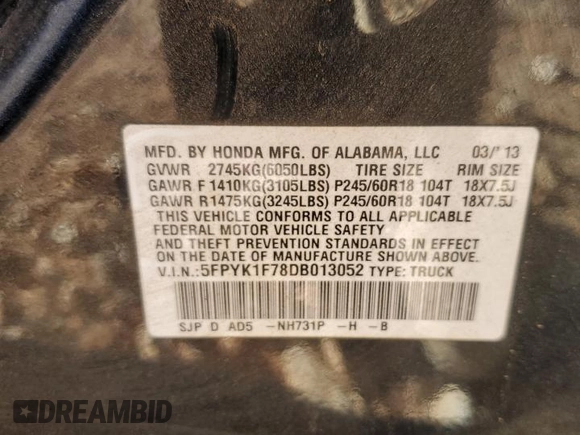 MFD. BY HONDA MFG. OF ALABAMA, LLC 03/'13
GVWR 2745KG(6050LBS) TIRE SIZE RIM SIZE
GAWR F 1410KG(3105LBS) P245/60R18 104T 18X7.5J
GAWR R 1475KG(3245LBS) P245/60R18 104T 18X7.5J
THIS VEHICLE CONFORMS TO ALL APPLICABLE
FEDERAL MOTOR VEHICLE SAFETY
AND THEFT PREVENTION STANDARDS IN EFFECT
ON THE DATE OF MANUFACTURE SHOWN ABOVE.
V.I.N.:5FPYK1F78DB013052 TYPE:TRUCK
SJP D AD5 -NH731P -H -B
DREAMBID